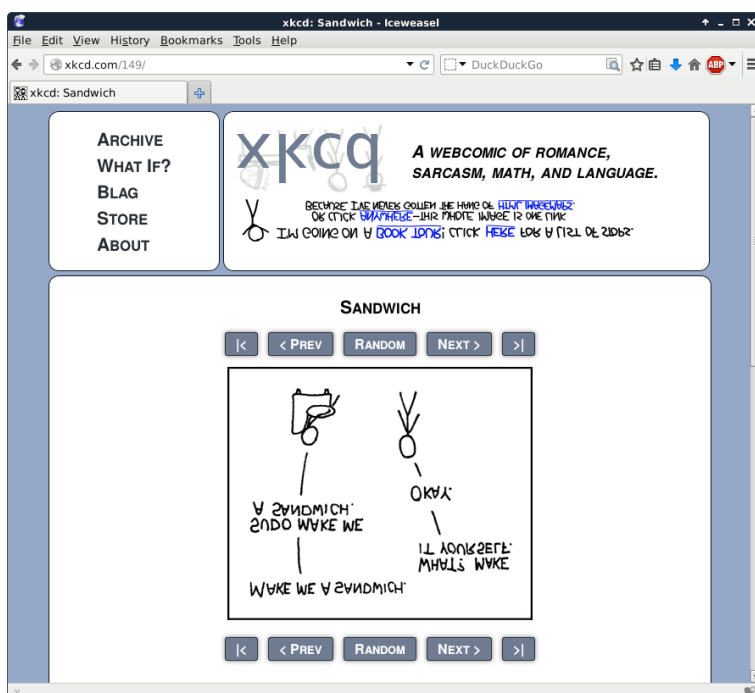 xkcd: Sandwich - Iceweasel
File Edit View History Bookmarks Tools Help
xkcd.com/149/
DuckDuckGo
ABP
xkcd: Sandwich
ARCHIVE
WHAT IF?
BLAG
STORE
ABOUT
xkcd
A WEBCOMIC OF ROMANCE,
SARCASM, MATH, AND LANGUAGE.
I'M GOING ON A BOOK TOUR; CLICK HERE FOR A LIST OF STOPS.
OR CLICK ANYWHERE—THIS WHOLE IMAGE IS ONE LINK
BECAUSE I'VE NEVER GOTTEN THE HANG OF HTML IMAGEMAPS.
SANDWICH
|<
< PREV
RANDOM
NEXT >
>|
MAKE ME A SANDWICH.
WHAT? MAKE
IT YOURSELF.
SUDO MAKE ME
A SANDWICH.
OKAY.
|<
< PREV
RANDOM
NEXT >
>|